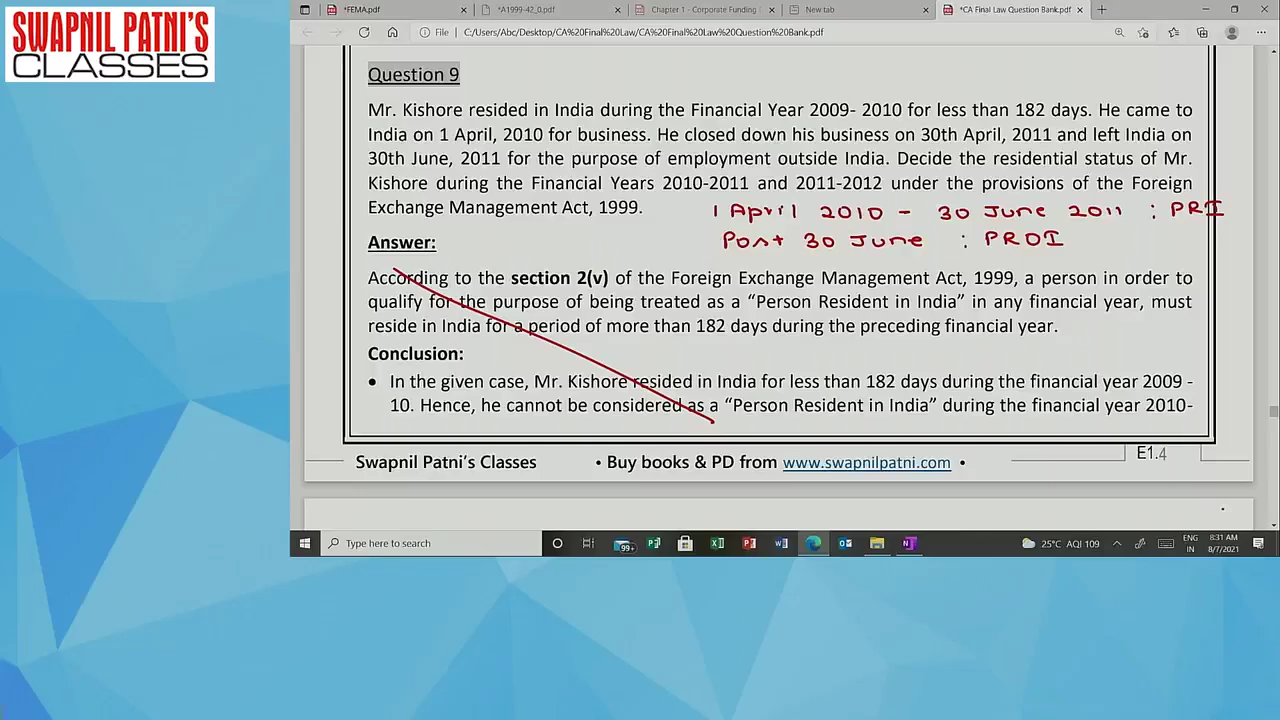 SWAPNIL PATNI'S
CLASSES
*FEMA.pdf
*A1999-42_0.pdf
Chapter 1 - Corporate Funding
New tab
*CA Final Law Question Bank.pdf
File
C:/Users/Abc/Desktop/CA%20Final%20Law/CA%20Final%20Law%20Question%20Bank.pdf
Question 9
Mr. Kishore resided in India during the Financial Year 2009- 2010 for less than 182 days. He came to
India on 1 April, 2010 for business. He closed down his business on 30th April, 2011 and left India on
30th June, 2011 for the purpose of employment outside India. Decide the residential status of Mr.
Kishore during the Financial Years 2010-2011 and 2011-2012 under the provisions of the Foreign
Exchange Management Act, 1999.
1 April 2010 - 30 June 2011 : PRI
Post 30 June : PROI
Answer:
According to the section 2(v) of the Foreign Exchange Management Act, 1999, a person in order to
qualify for the purpose of being treated as a “Person Resident in India” in any financial year, must
reside in India for a period of more than 182 days during the preceding financial year.
Conclusion:
• In the given case, Mr. Kishore resided in India for less than 182 days during the financial year 2009 -
10. Hence, he cannot be considered as a “Person Resident in India” during the financial year 2010-
Swapnil Patni's Classes • Buy books & PD from www.swapnilpatni.com • E1.4
Type here to search
99+
25°C AQI 109
ENG
IN
8:31 AM
8/7/2021